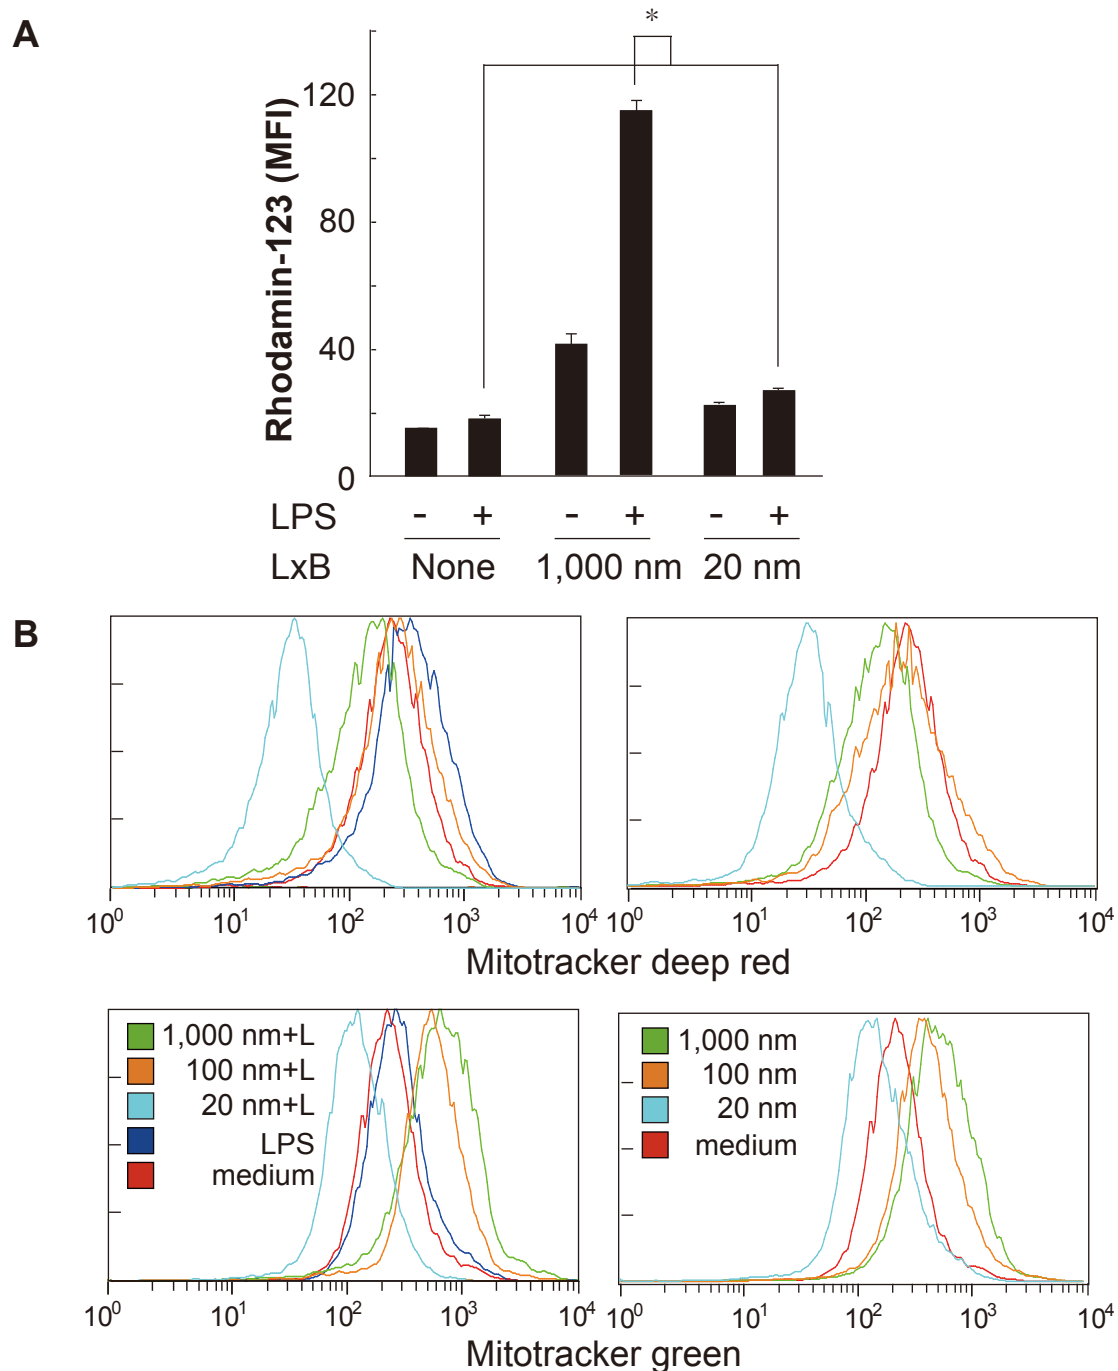 A
*
Rhodamin-123 (MFI)
120
80
40
0
LPS - + - + - +
LxB None 1,000 nm 20 nm
B
10^0 10^1 10^2 10^3 10^4 10^0 10^1 10^2 10^3 10^4
Mitotracker deep red
1,000 nm+L
100 nm+L
20 nm+L
LPS
medium
1,000 nm
100 nm
20 nm
medium
10^0 10^1 10^2 10^3 10^4 10^0 10^1 10^2 10^3 10^4
Mitotracker green